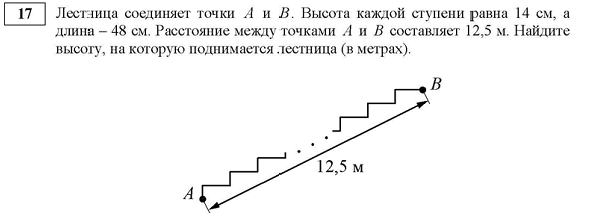 17 Лестница соединяет точки A и B. Высота каждой ступени равна 14 см, а
длина – 48 см. Расстояние между точками A и B составляет 12,5 м. Найдите
высоту, на которую поднимается лестница (в метрах).
B
12,5 м
A